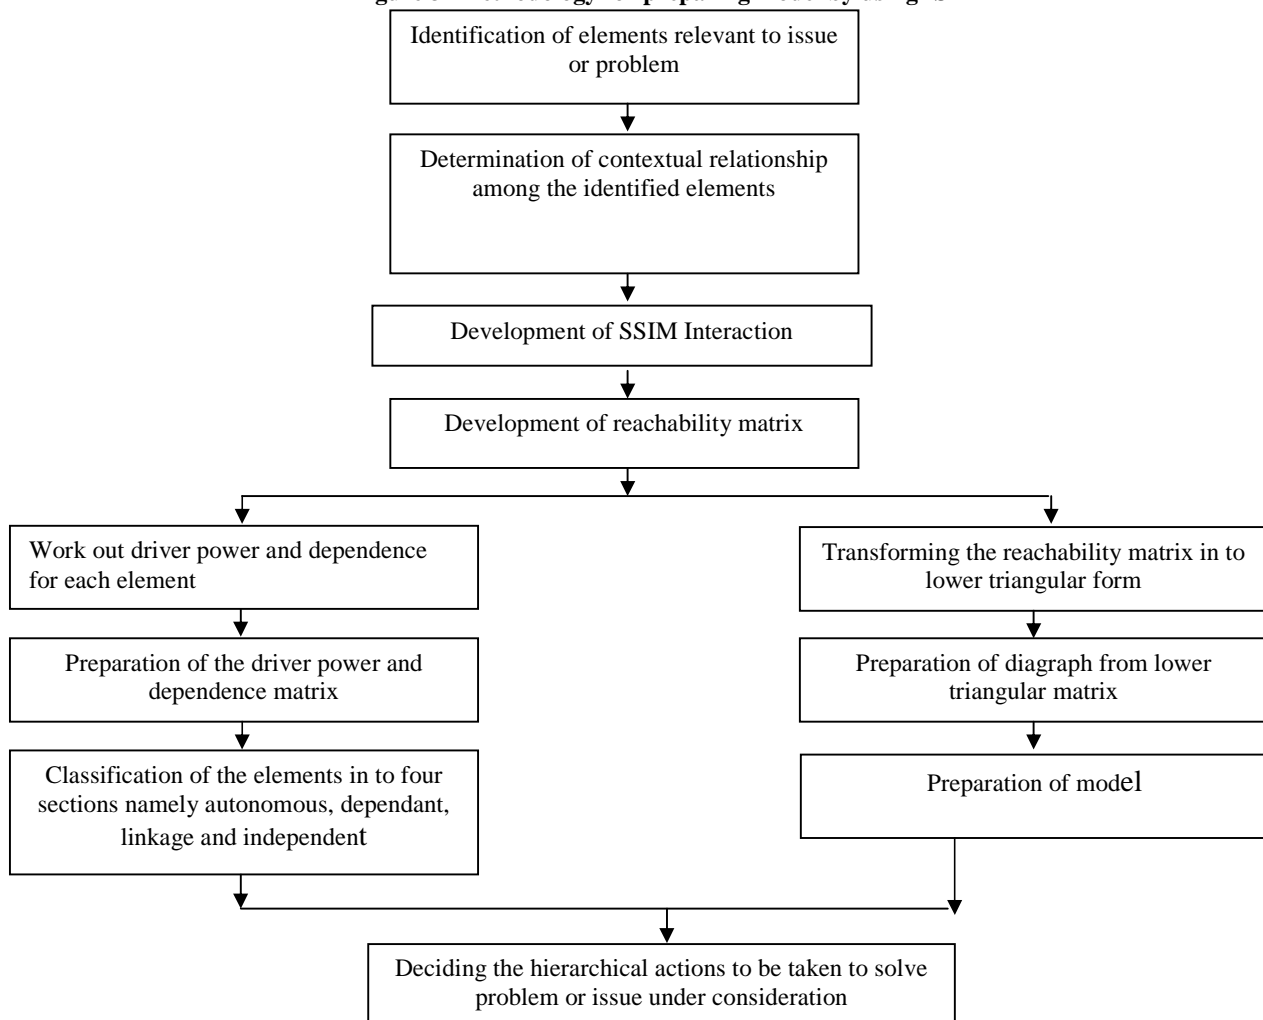 Identification of elements relevant to issue
or problem
Determination of contextual relationship
among the identified elements
Development of SSIM Interaction
Development of reachability matrix
Work out driver power and dependence
for each element
Transforming the reachability matrix in to
lower triangular form
Preparation of the driver power and
dependence matrix
Preparation of diagraph from lower
triangular matrix
Classification of the elements in to four
sections namely autonomous, dependant,
linkage and independent
Preparation of model
Deciding the hierarchical actions to be taken to solve
problem or issue under consideration